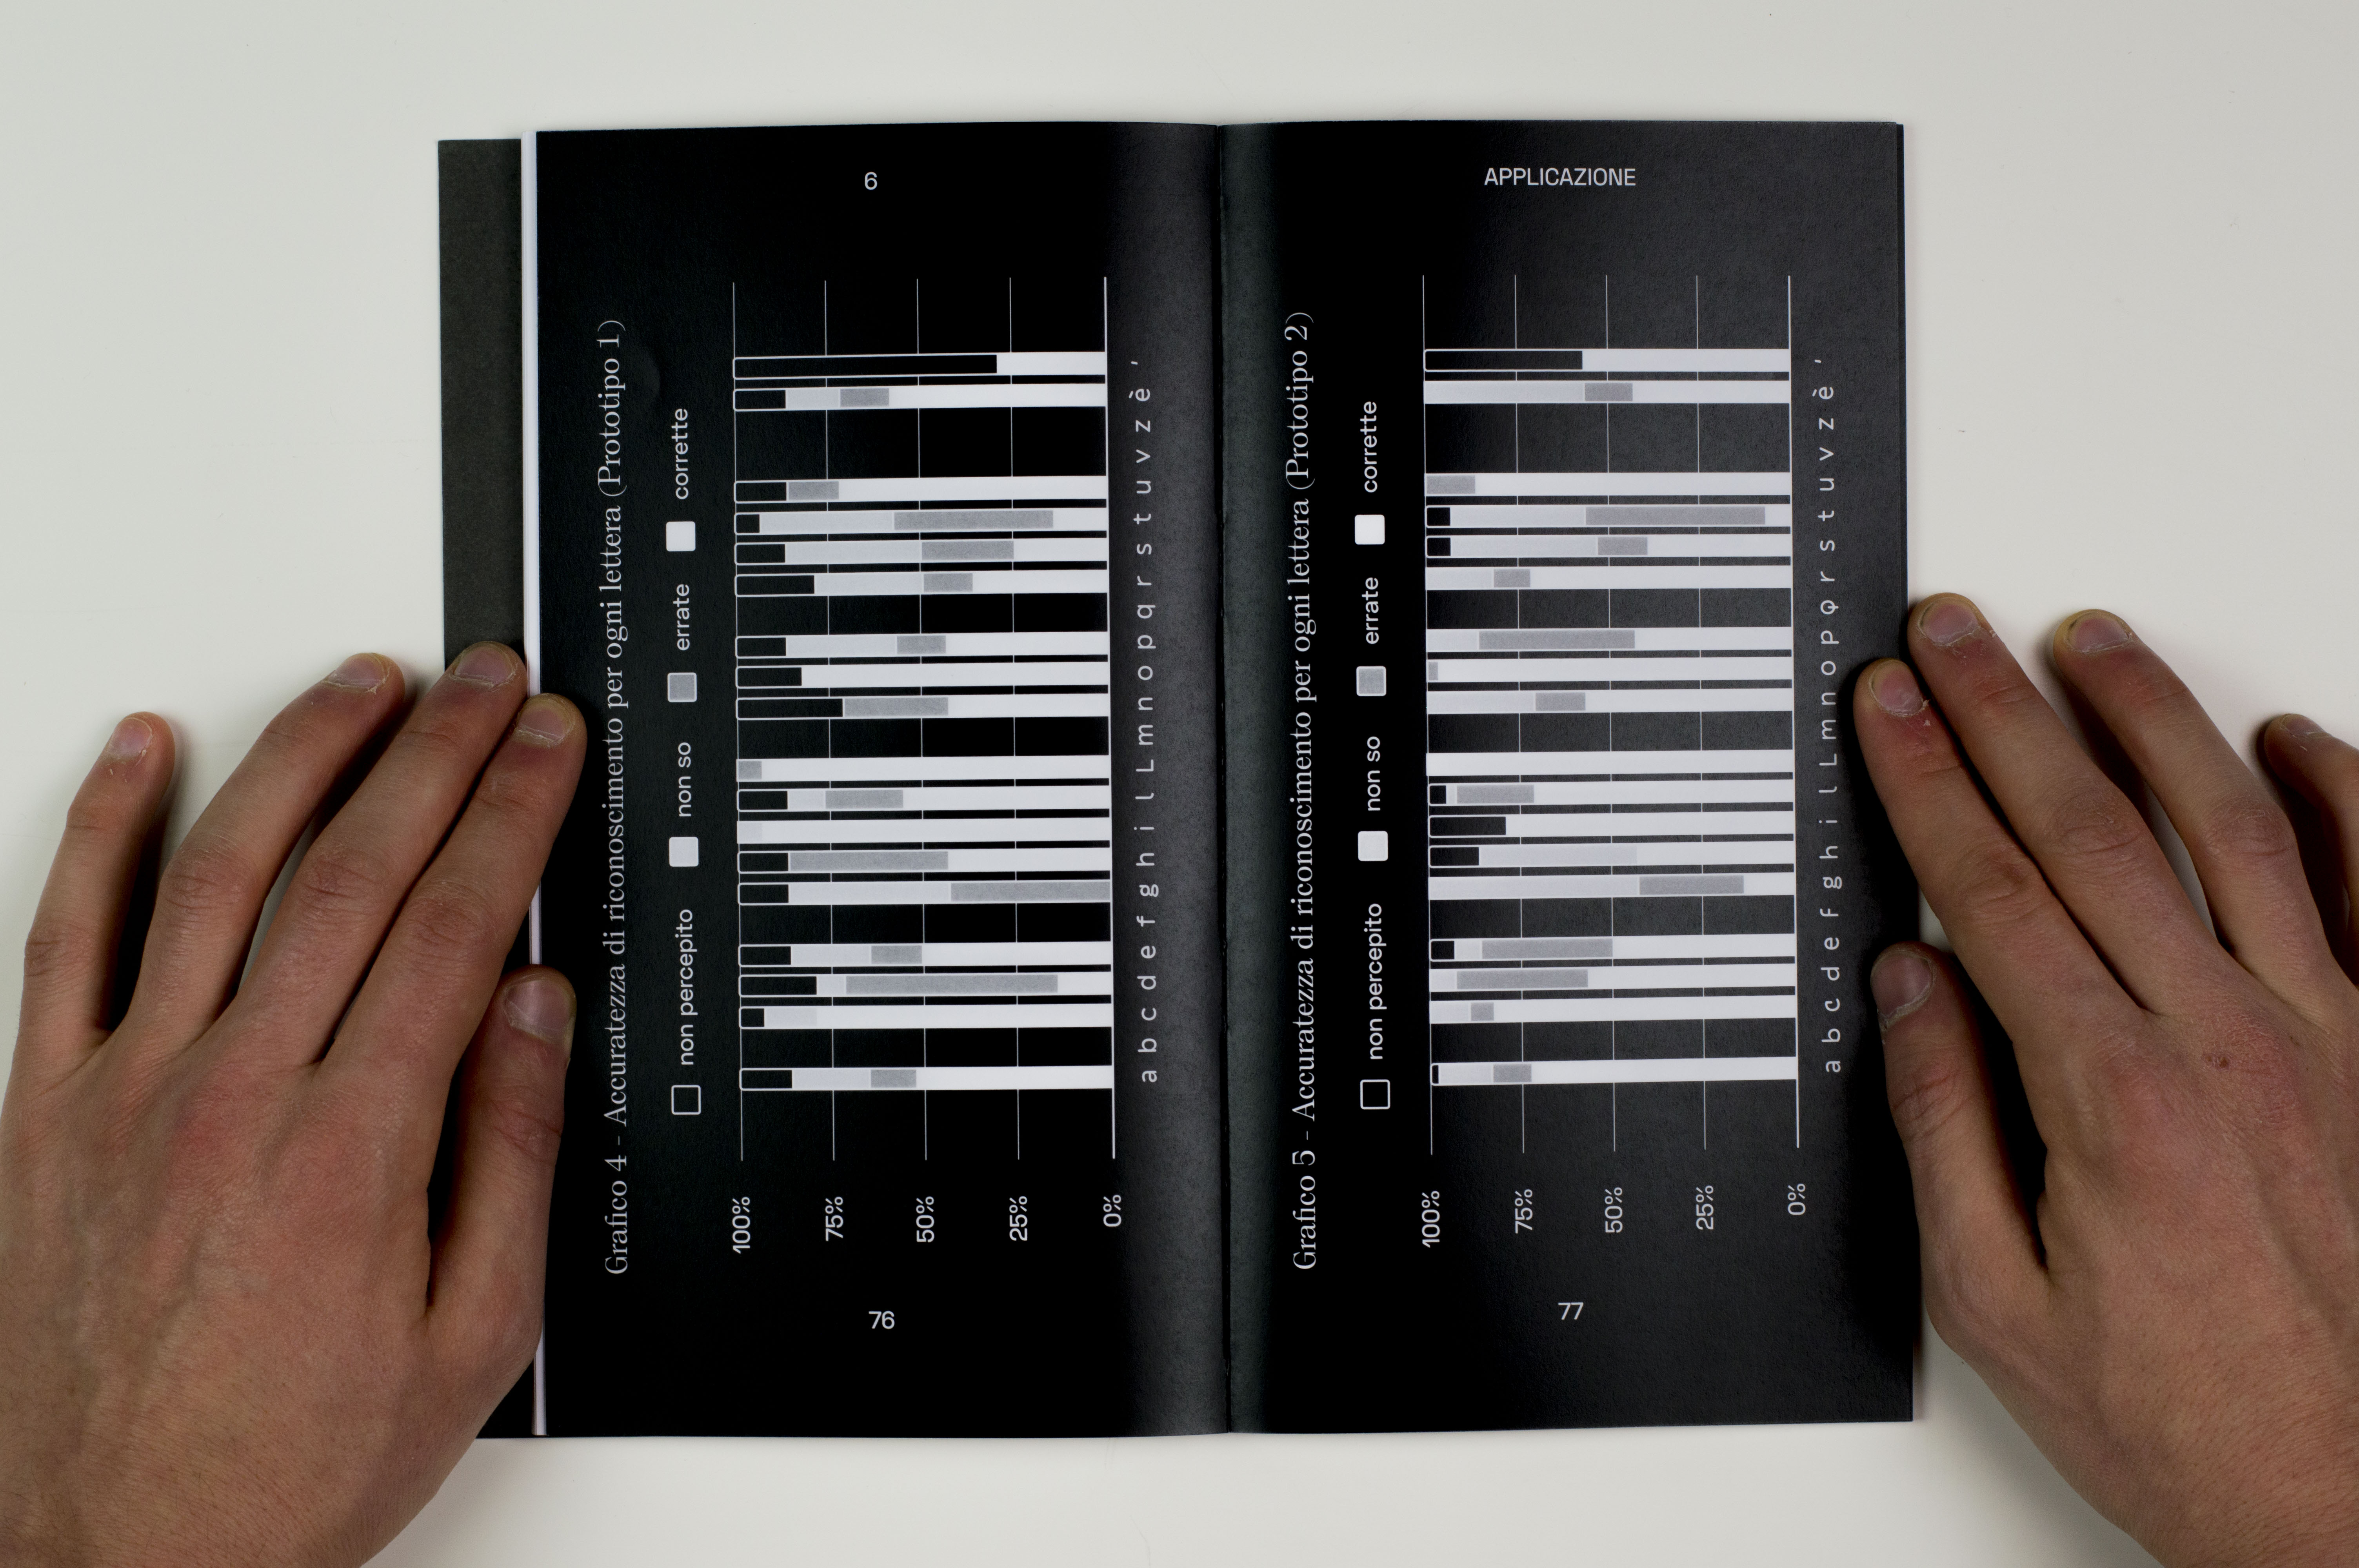 6
Grafico 4 - Accuratezza di riconoscimento per ogni lettera (Prototipo 1)
non percepito non so errate corrette
100%
75%
50%
25%
0%
a b c d e f g h i l L m n o p q r s t u v z è '
76
APPLICAZIONE
Grafico 5 - Accuratezza di riconoscimento per ogni lettera (Prototipo 2)
non percepito non so errate corrette
100%
75%
50%
25%
0%
a b c d e f g h i l L m n o p q r s t u v z è '
77